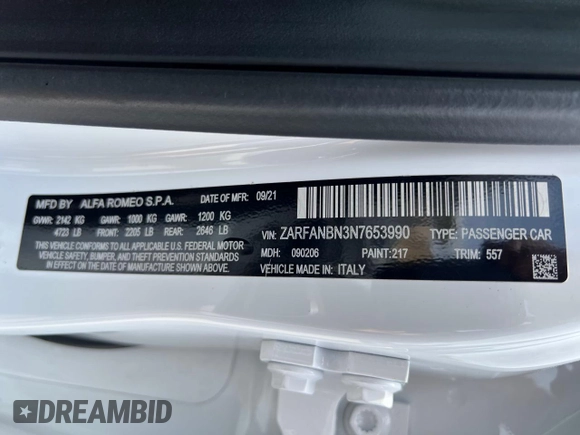 MFD BY ALFA ROMEO S.P.A. DATE OF MFR: 09/21
GVWR: 2142 KG GAWR: 1000 KG GAWR: 1200 KG
4723 LB FRONT: 2205 LB REAR: 2646 LB
THIS VEHICLE CONFORMS TO ALL APPLICABLE U.S. FEDERAL MOTOR
VEHICLE SAFETY, BUMPER, AND THEFT PREVENTION STANDARDS
IN EFFECT ON THE DATE OF MANUFACTURE SHOWN ABOVE.
VIN: ZARFANBN3N7653990 TYPE: PASSENGER CAR
MDH: 090206 PAINT: 217 TRIM: 557
VEHICLE MADE IN: ITALY
DREAMBID